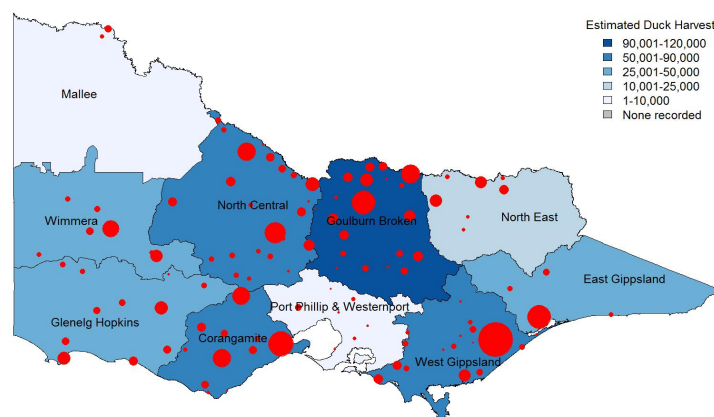 Estimated Duck Harvest
90,001-120,000
50,001-90,000
25,001-50,000
10,001-25,000
1-10,000
None recorded
Mallee
Wimmera
North Central
Goulburn Broken
North East
East Gippsland
Port Phillip & Westernport
Glenelg Hopkins
Corangamite
West Gippsland